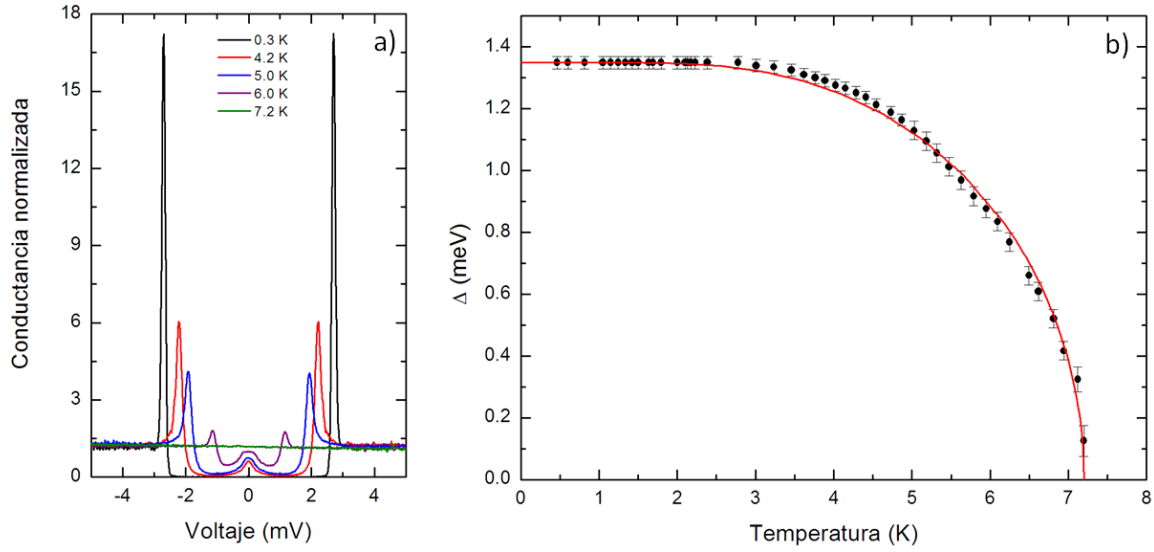 a)
0.3 K
4.2 K
5.0 K
6.0 K
7.2 K
Conductancia normalizada
18
15
12
9
6
3
0
-4 -2 0 2 4
Voltaje (mV)
b)
Δ (meV)
1.4
1.2
1.0
0.8
0.6
0.4
0.2
0.0
0 1 2 3 4 5 6 7 8
Temperatura (K)